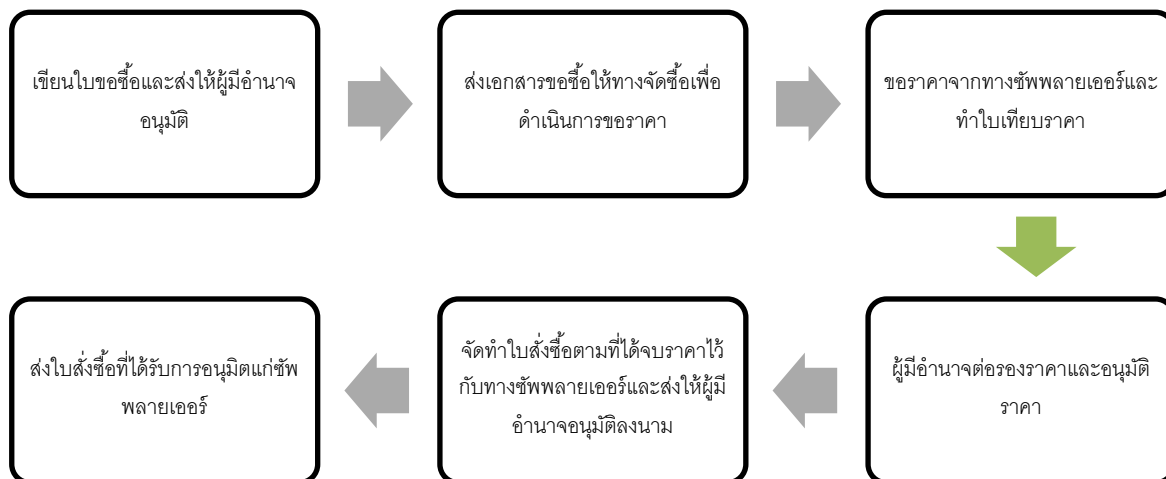 เขียนใบขอซื้อและส่งให้ผู้มีอำนาจ
อนุมัติ
ส่งเอกสารขอซื้อให้ทางจัดซื้อเพื่อ
ดำเนินการขอราคา
ขอราคาจากทางซัพพลายเออร์และ
ทำใบเทียบราคา
ผู้มีอำนาจต่อรองราคาและอนุมัติ
ราคา
จัดทำใบสั่งซื้อตามที่ได้จบราคาไว้
กับทางซัพพลายเออร์และส่งให้ผู้มี
อำนาจอนุมัติลงนาม
ส่งใบสั่งซื้อที่ได้รับการอนุมิตแก่ซัพ
พลายเออร์